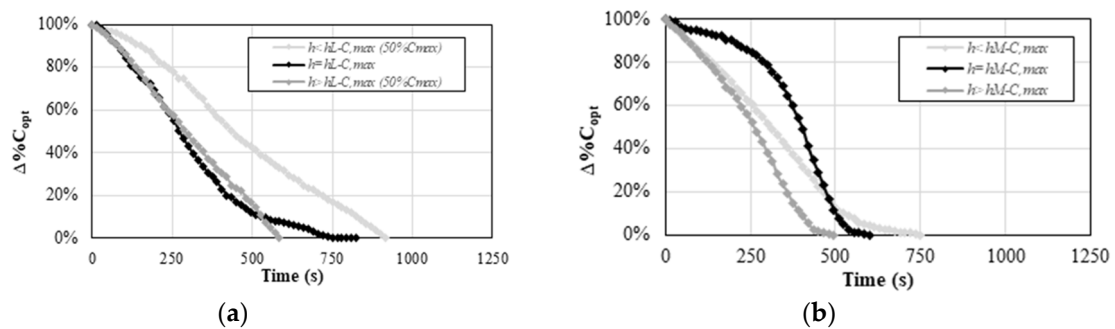 100%
80%
60%
40%
20%
0%
Δ%Copt
h<hL-C,max (50%Cmax)
h=hL-C,max
h>hL-C,max (50%Cmax)
0 250 500 750 1000 1250
Time (s)
(a)
100%
80%
60%
40%
20%
0%
Δ%Copt
h<hM-C,max
h=hM-C,max
h>hM-C,max
0 250 500 750 1000 1250
Time (s)
(b)